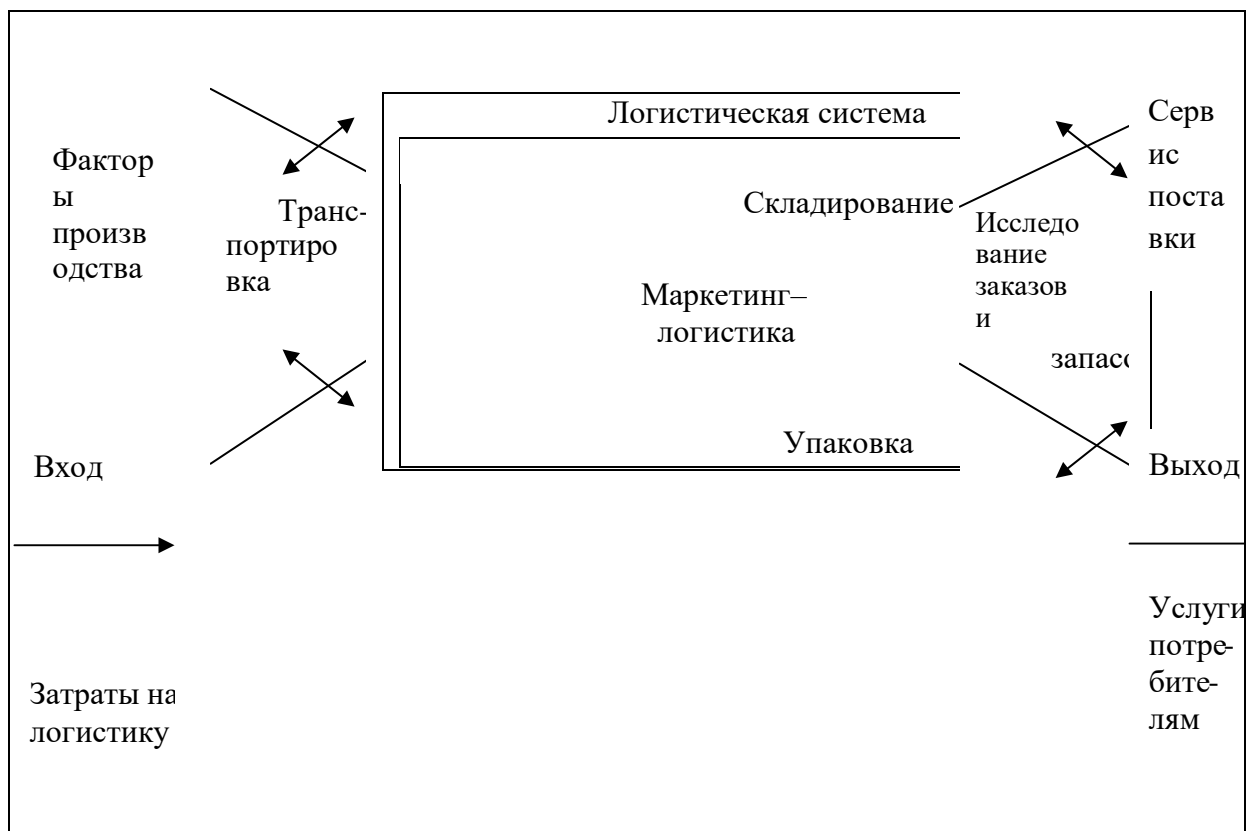 Логистическая система
Фактор
ы
произв
одства
Транс-
портиро
вка
Складирование
Маркетинг–
логистика
Упаковка
Исследо
вание
заказов
и
запасо
Серв
ис
поста
вки
Вход
Выход
Затраты на
логистику
Услуги
потре-
бите-
лям